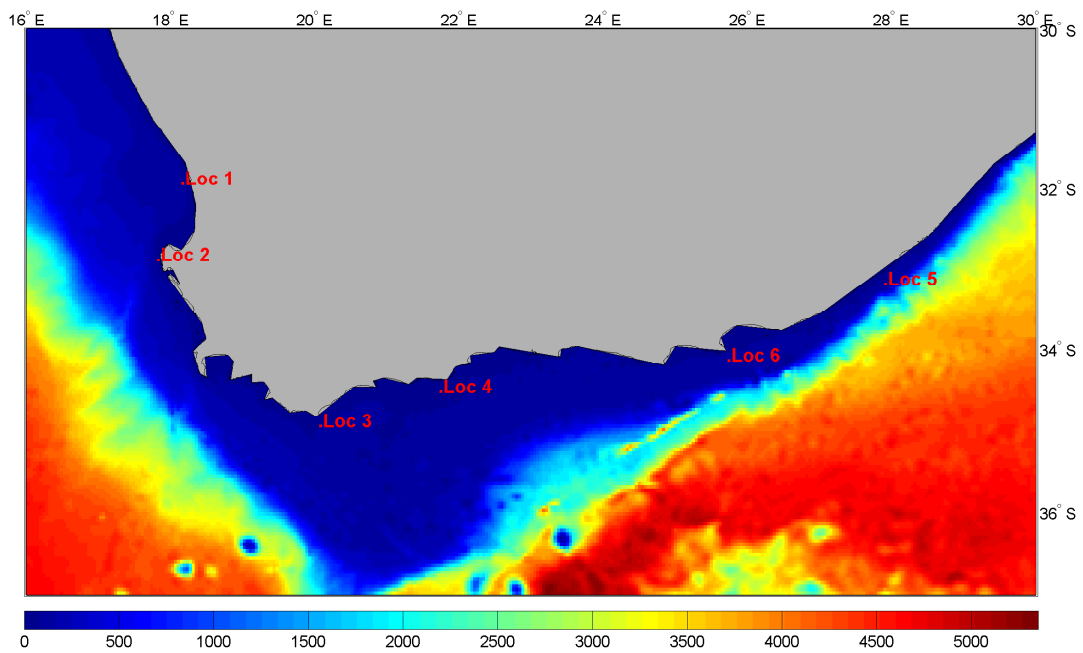 16° E 18° E 20° E 22° E 24° E 26° E 28° E 30° E
30° S
.Loc 1
32° S
.Loc 2
.Loc 5
34° S
.Loc 6
.Loc 4
.Loc 3
36° S
0 500 1000 1500 2000 2500 3000 3500 4000 4500 5000